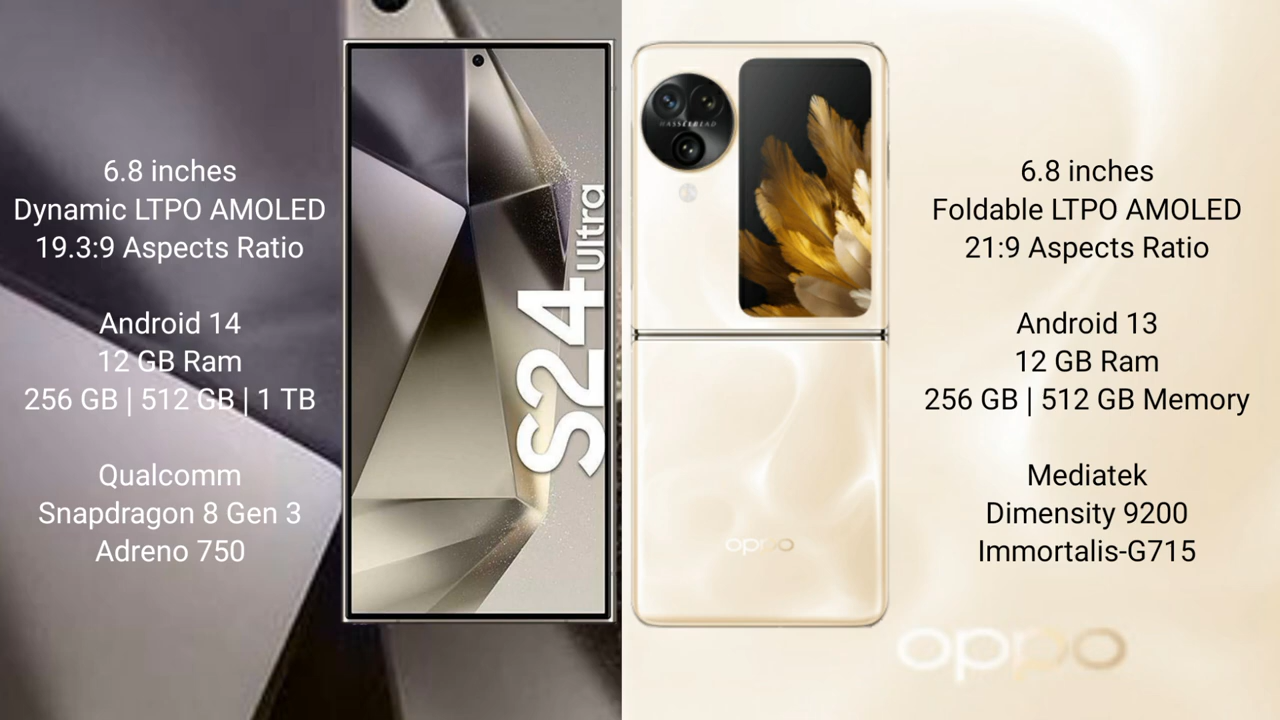 6.8 inches
Dynamic LTPO AMOLED
19.3:9 Aspects Ratio
Android 14
12 GB Ram
256 GB | 512 GB | 1 TB
Qualcomm
Snapdragon 8 Gen 3
Adreno 750
S24 Ultra
HASSELBLAD
oppo
6.8 inches
Foldable LTPO AMOLED
21:9 Aspects Ratio
Android 13
12 GB Ram
256 GB | 512 GB Memory
Mediatek
Dimensity 9200
Immortalis-G715
oppo